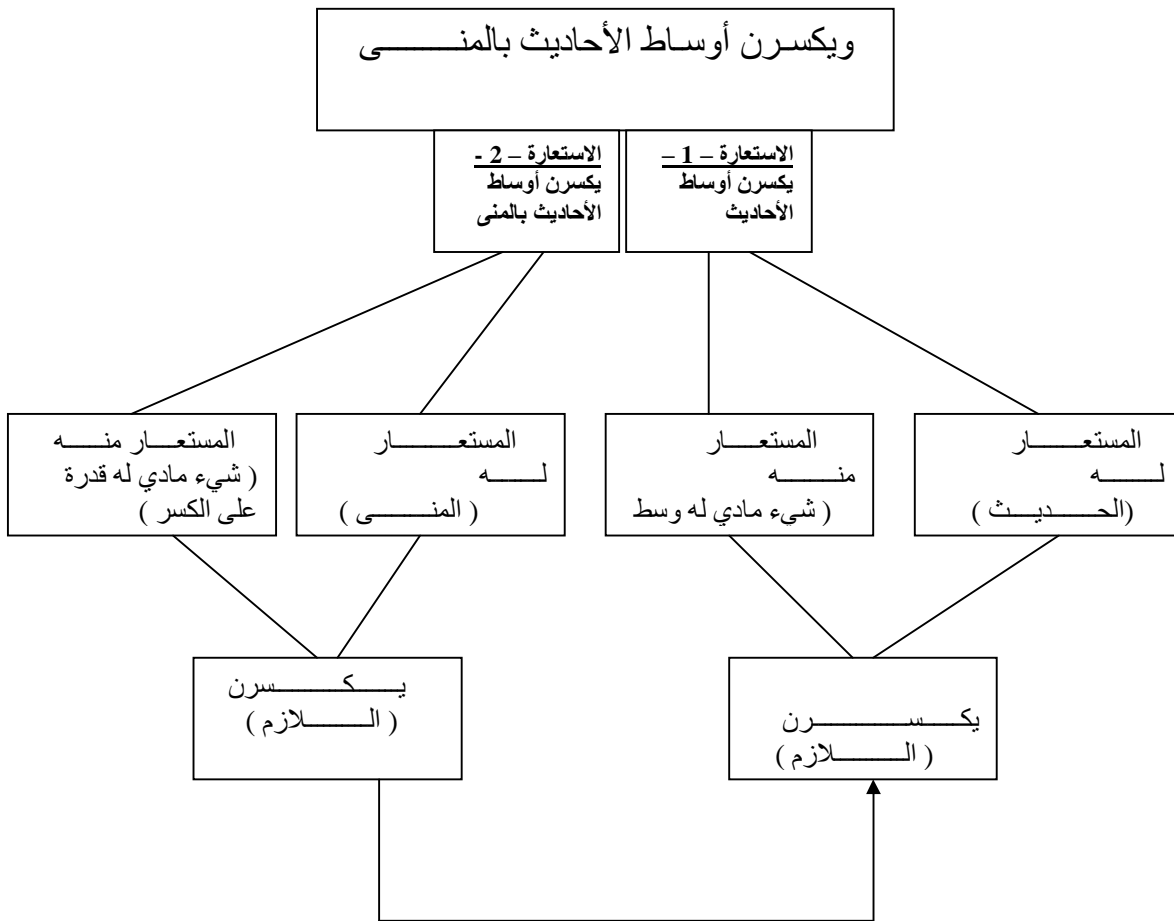 ويكسرن أوساط الأحاديث بالمنى
الاستعارة – 1 –
يكسرن أوساط
الأحاديث
الاستعارة – 2 -
يكسرن أوساط
الأحاديث بالمنى
المستعار
له
(الحديث )
المستعار
منه
( شيء مادي له وسط
المستعار
له
( المنى )
المستعار منه
( شيء مادي له قدرة
على الكسر )
يكسرن
( اللازم )
يكسرن
( اللازم )